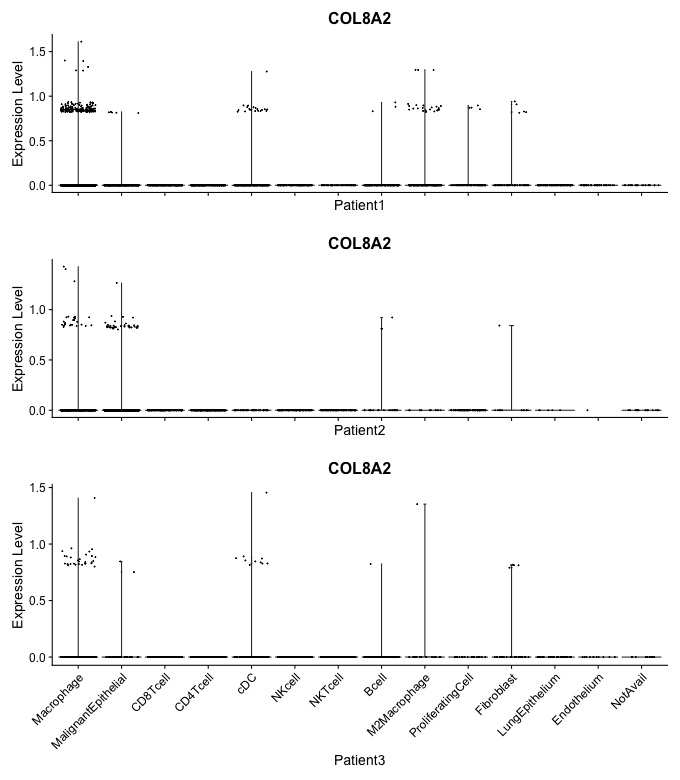 COL8A2
Expression Level
1.5
1.0
0.5
0.0
Patient1
COL8A2
Expression Level
1.0
0.5
0.0
Patient2
COL8A2
Expression Level
1.5
1.0
0.5
0.0
Macrophage
MalignantEpithelial
CD8Tcell
CD4Tcell
cDC
NKcell
NKTcell
Bcell
M2Macrophage
ProliferatingCell
Fibroblast
LungEpithelium
Endothelium
NotAvail
Patient3